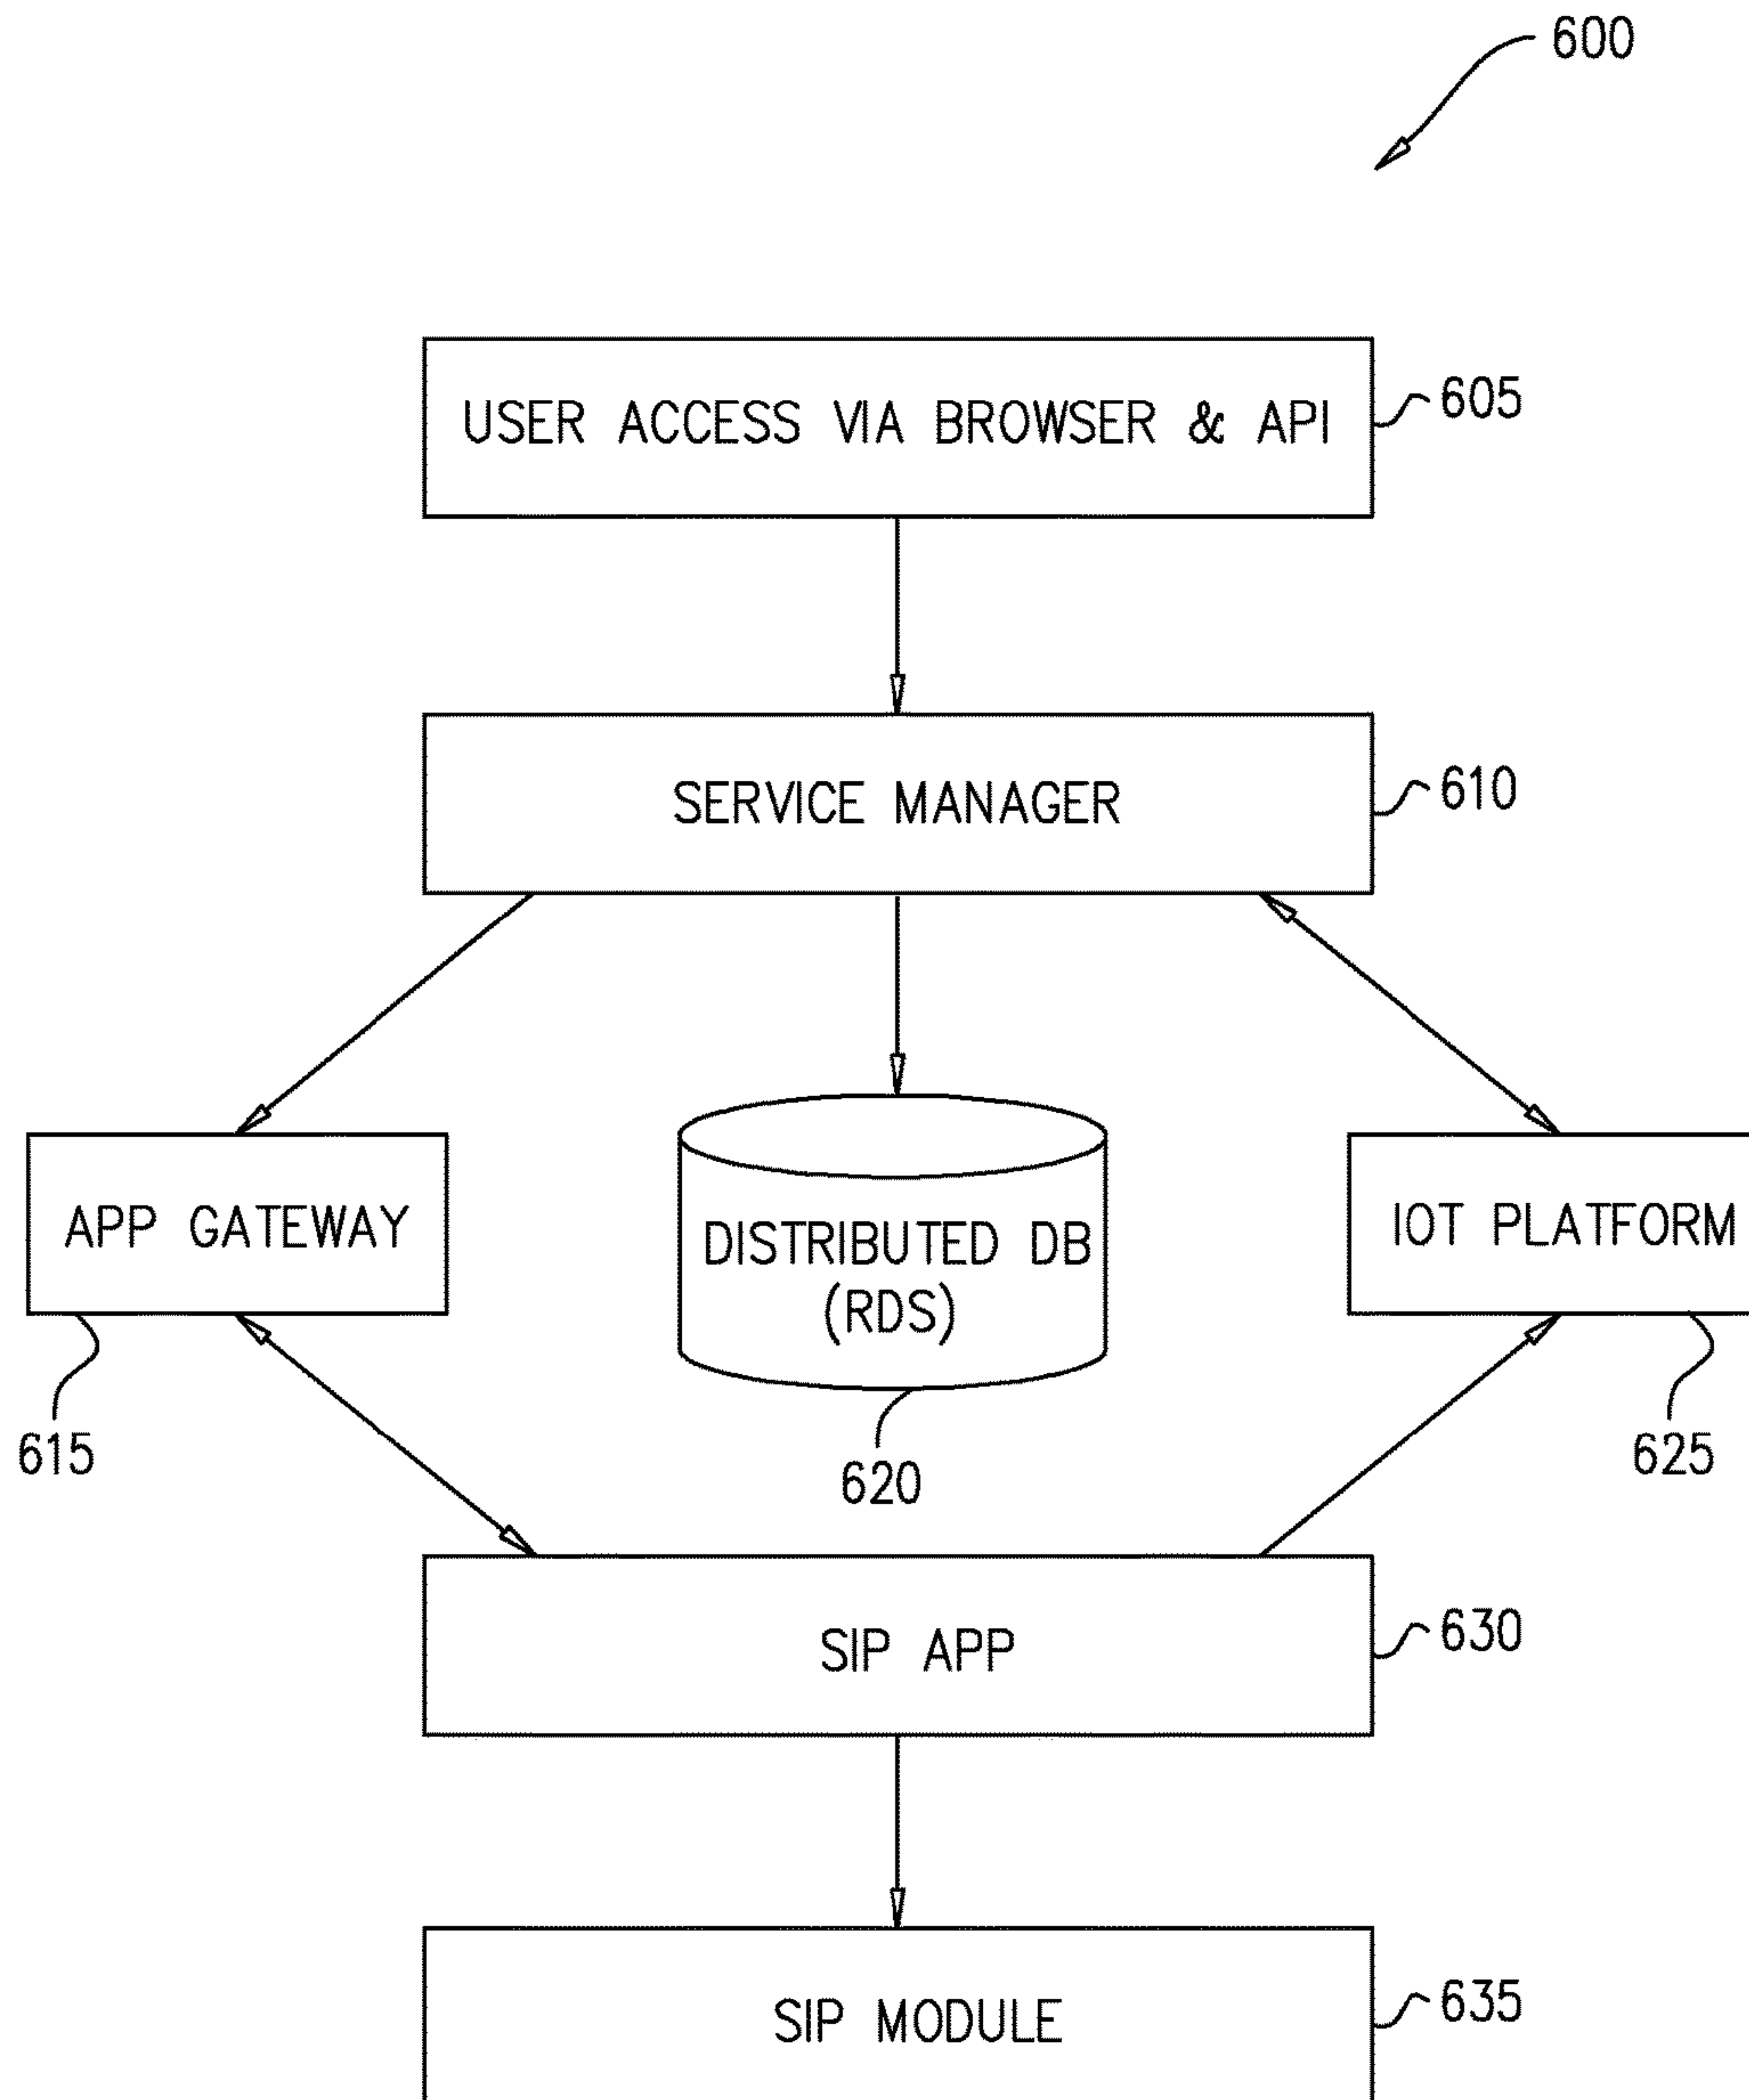 600
USER ACCESS VIA BROWSER & API
605
SERVICE MANAGER
610
APP GATEWAY
DISTRIBUTED DB
(RDS)
IOT PLATFORM
615
620
625
SIP APP
630
SIP MODULE
635